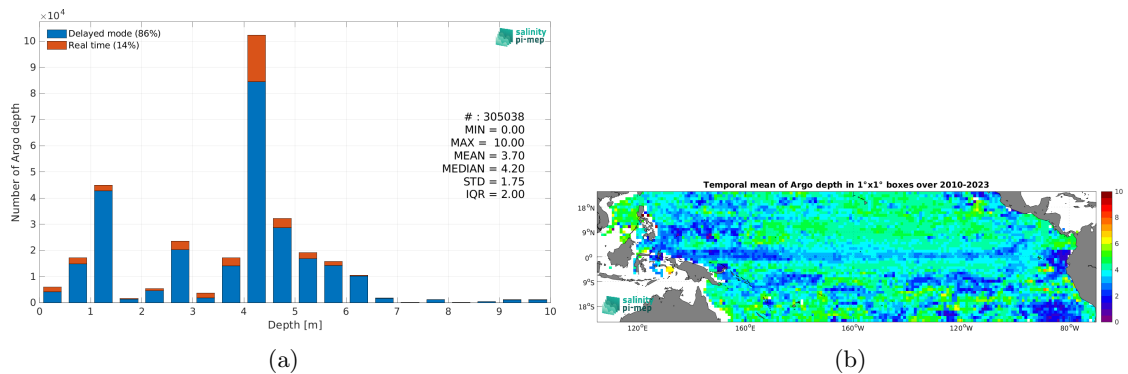 ×10⁴
Delayed mode (86%)
Real time (14%)
salinity
pi-mep
# : 305038
MIN = 0.00
MAX = 10.00
MEAN = 3.70
MEDIAN = 4.20
STD = 1.75
IQR = 2.00
Number of Argo depth
10
9
8
7
6
5
4
3
2
1
0
0 1 2 3 4 5 6 7 8 9 10
Depth [m]
(a)
Temporal mean of Argo depth in 1°x1° boxes over 2010-2023
18°N
9°N
0°
9°S
18°S
120°E 160°E 160°W 120°W 80°W
10
8
6
4
2
0
salinity
pi-mep
(b)